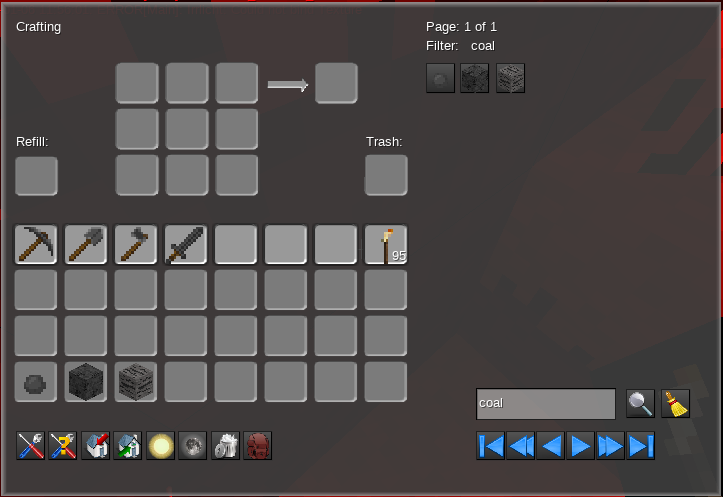 Crafting
Page: 1 of 1
Filter: coal
Refill:
Trash:
95
coal